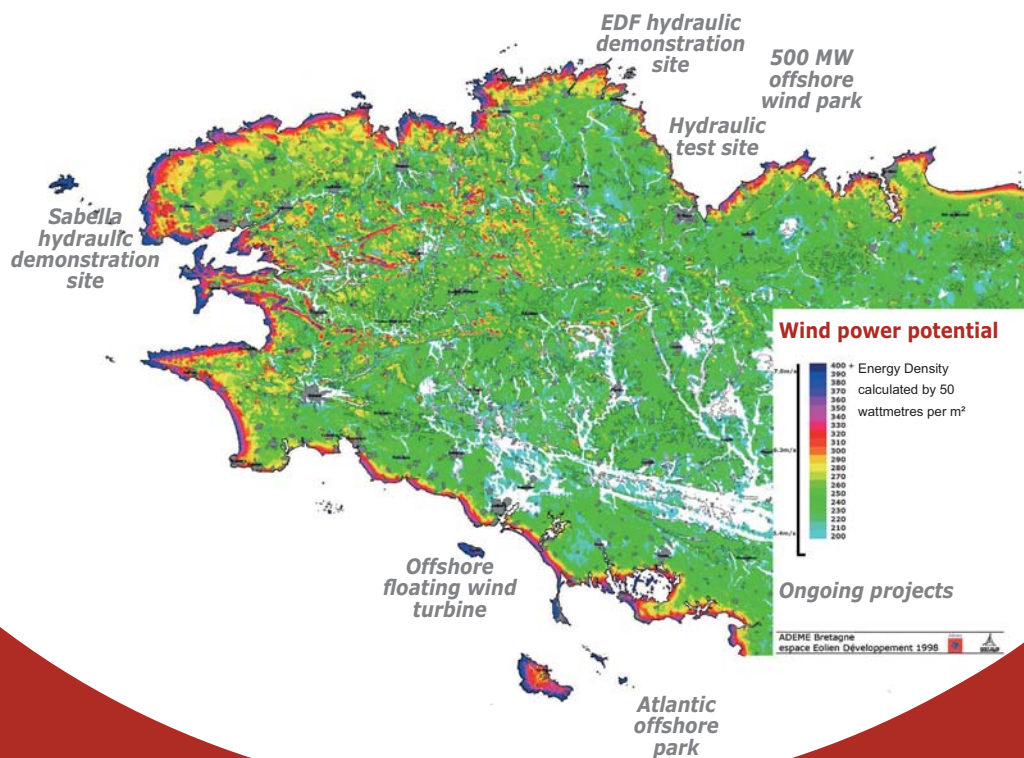 EDF hydraulic
demonstration
site
500 MW
offshore
wind park
Hydraulic
test site
Sabella
hydraulic
demonstration
site
Wind power potential
400 +
390
380
370
360
350
340
330
320
310
300
290
280
270
260
250
240
230
220
210
200
Energy Density
calculated by 50
wattmetres per m²
Offshore
floating wind
turbine
Ongoing projects
ADEME Bretagne
espace Eolien Développement 1998
Atlantic
offshore
park